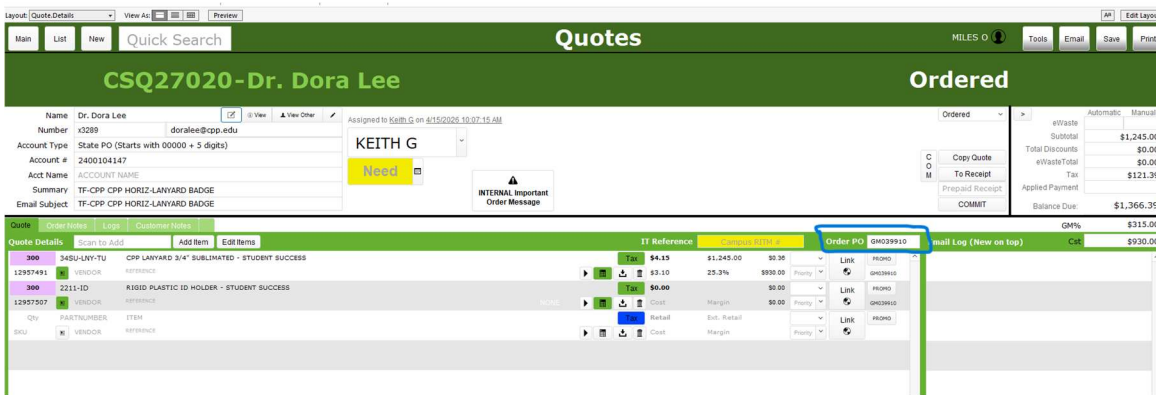 Layout: Quote.Details View As: Preview Edit Layou
Main List New Quick Search Quotes MILES O Tools Email Save Print
CSQ27020-Dr. Dora Lee Ordered
Name Dr. Dora Lee View View Other Assigned to Keith G on 4/15/2026 10:07:15 AM Ordered > Automatic Manual
Number x3289 doralee@cpp.edu eWaste
Account Type State PO (Starts with 00000 + 5 digits) KEITH G Subtotal $1,245.00
Account # 2400104147 Need COM Copy Quote Total Discounts $0.00
Acct Name ACCOUNT NAME To Receipt eWasteTotal $0.00
Summary TF-CPP CPP HORIZ-LANYARD BADGE INTERNAL Important Prepaid Receipt Tax $121.39
Email Subject TF-CPP CPP HORIZ-LANYARD BADGE Order Message COMMIT Applied Payment
Balance Due: $1,366.39
Quote Order Notes Logs Customer Notes GM% $315.00
Quote Details Scan to Add Add Item Edit Items IT Reference Campus RITM # Order PO GM039910 mail Log (New on top) Cst $930.00
300 34SU-LNY-TU CPP LANYARD 3/4" SUBLIMATED - STUDENT SUCCESS Tax $4.15 $1,245.00 $0.36 Link PROMO
12957491 VENDOR REFERENCE $3.10 25.3% $930.00 Priority GM039910
300 2211-ID RIGID PLASTIC ID HOLDER - STUDENT SUCCESS Tax $0.00 $0.00 Link PROMO
12957507 VENDOR REFERENCE NONE Cost Margin $0.00 Priority GM039910
Qty PARTNUMBER ITEM Tax Retail Ext. Retail Link PROMO
SKU VENDOR REFERENCE Cost Margin Priority